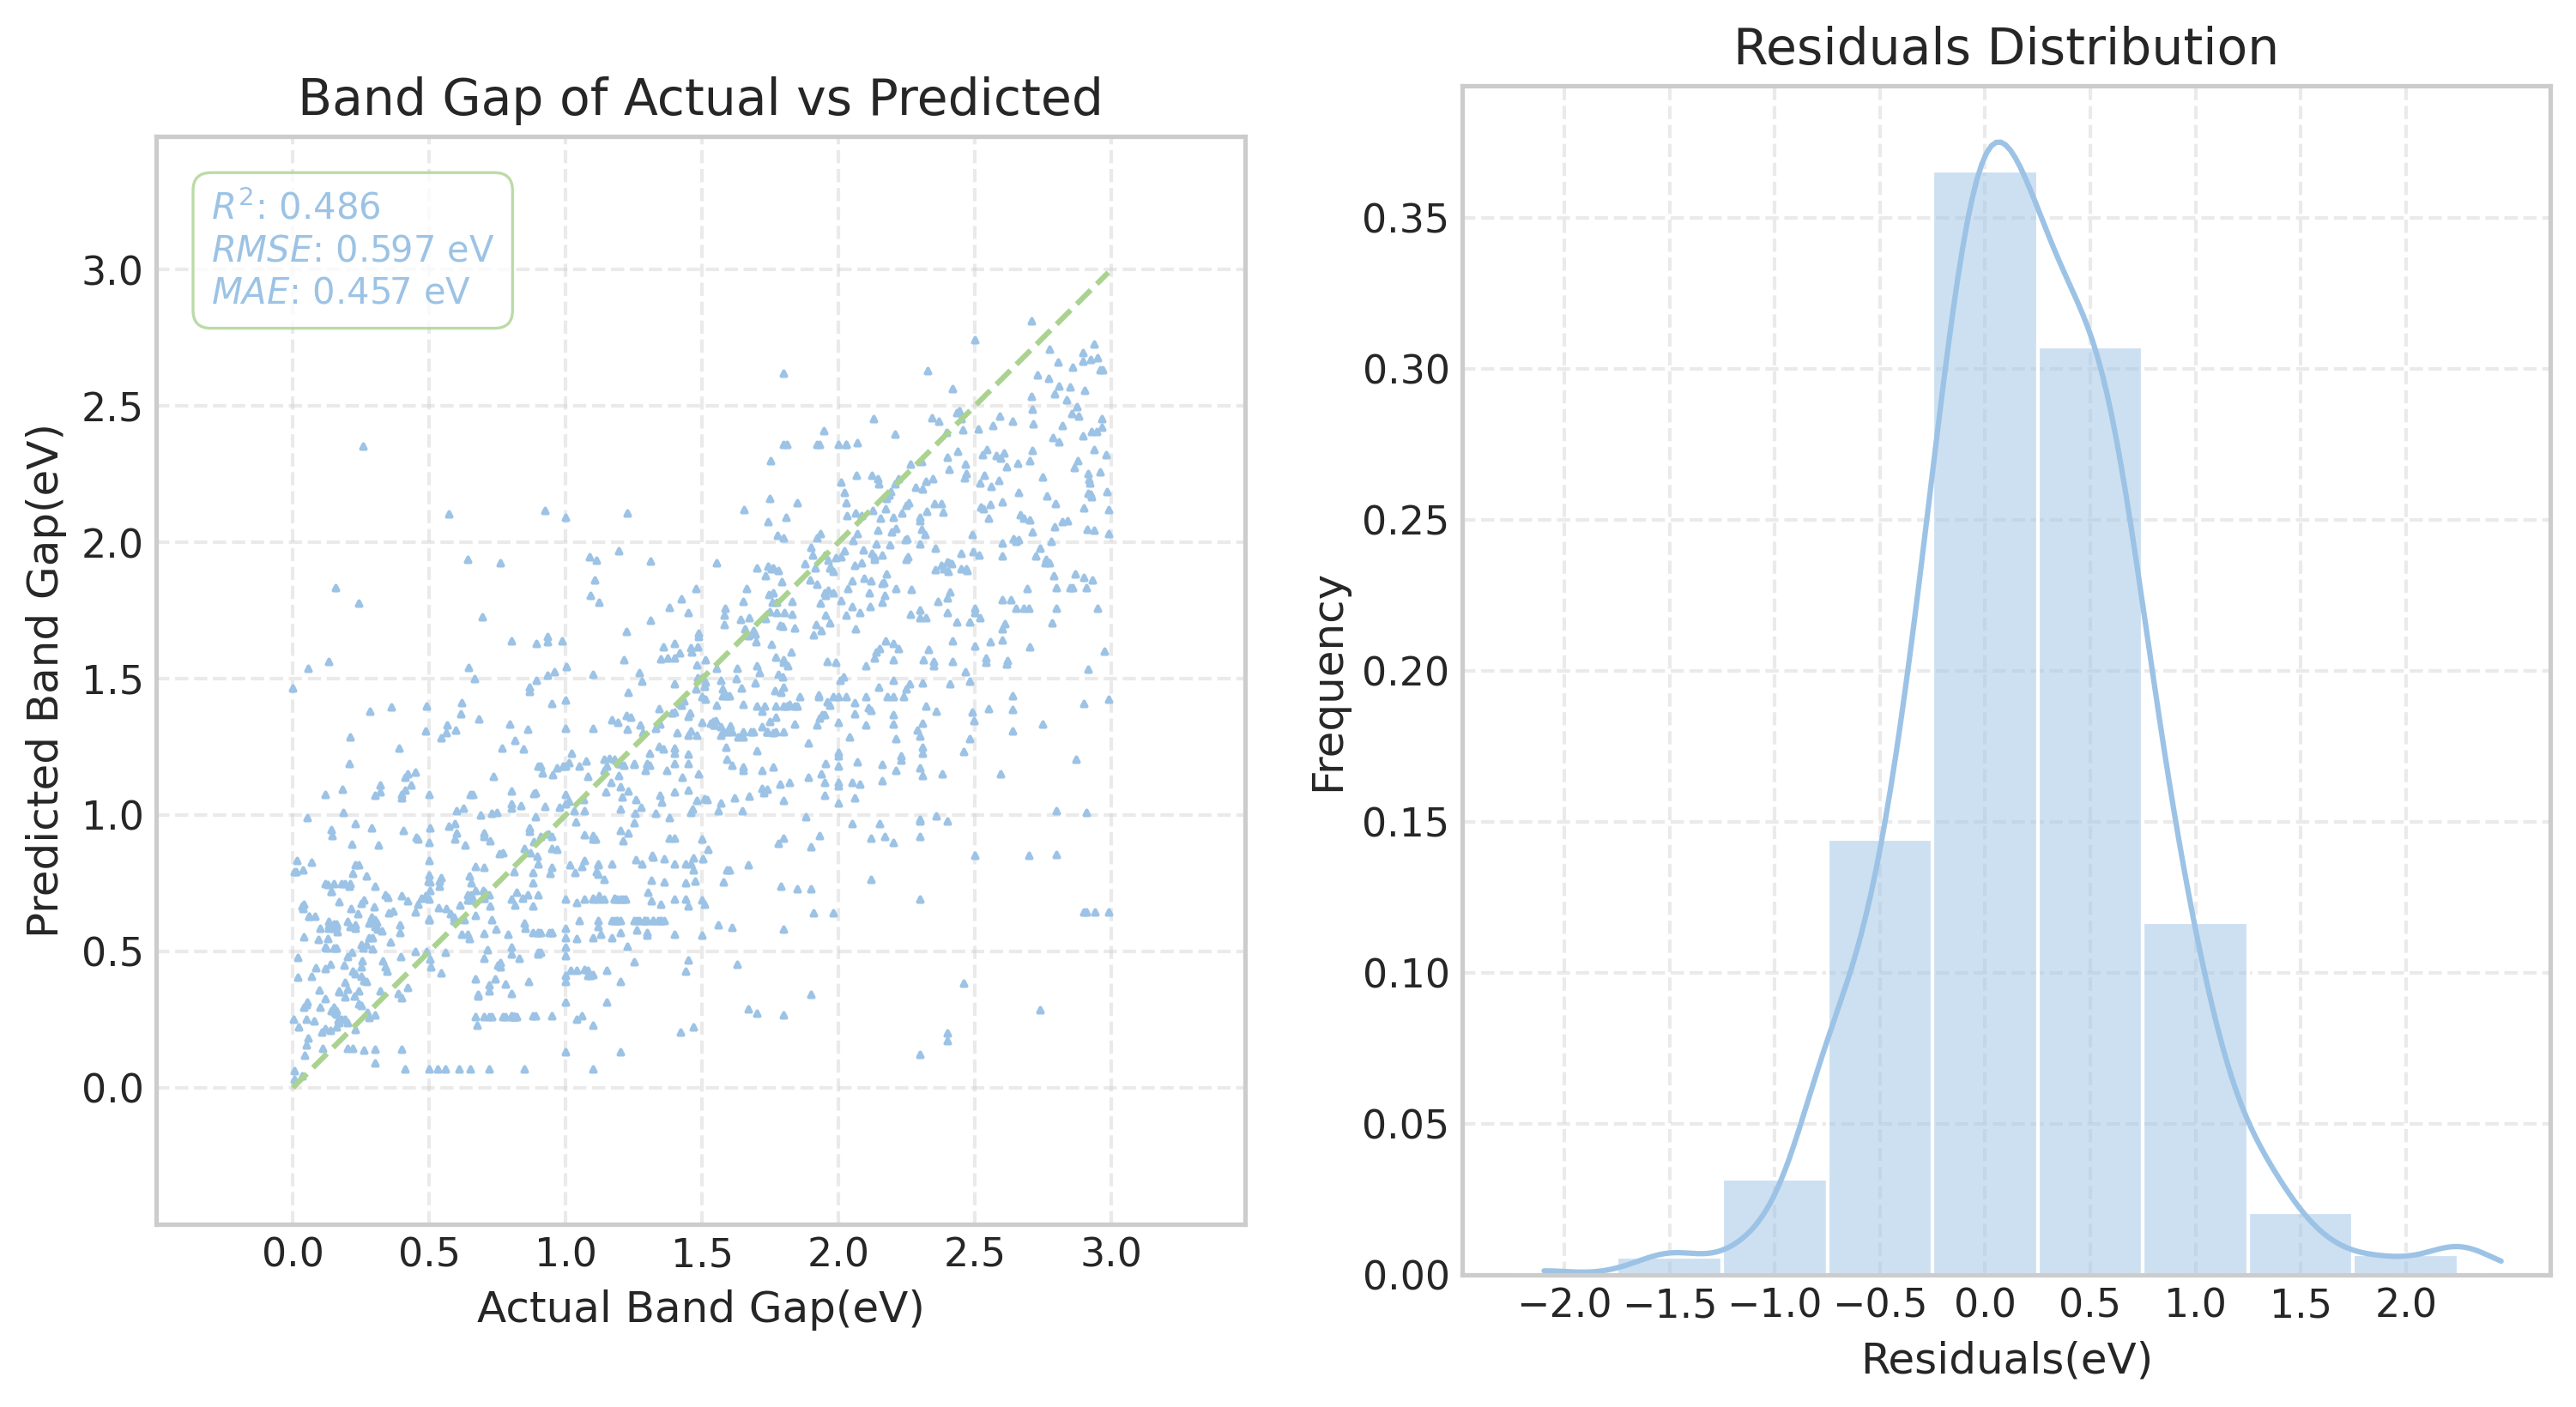 Band Gap of Actual vs Predicted
R²: 0.486
RMSE: 0.597 eV
MAE: 0.457 eV
Predicted Band Gap(eV)
3.0
2.5
2.0
1.5
1.0
0.5
0.0
0.0 0.5 1.0 1.5 2.0 2.5 3.0
Actual Band Gap(eV)
Residuals Distribution
Frequency
0.35
0.30
0.25
0.20
0.15
0.10
0.05
0.00
−2.0 −1.5 −1.0 −0.5 0.0 0.5 1.0 1.5 2.0
Residuals(eV)